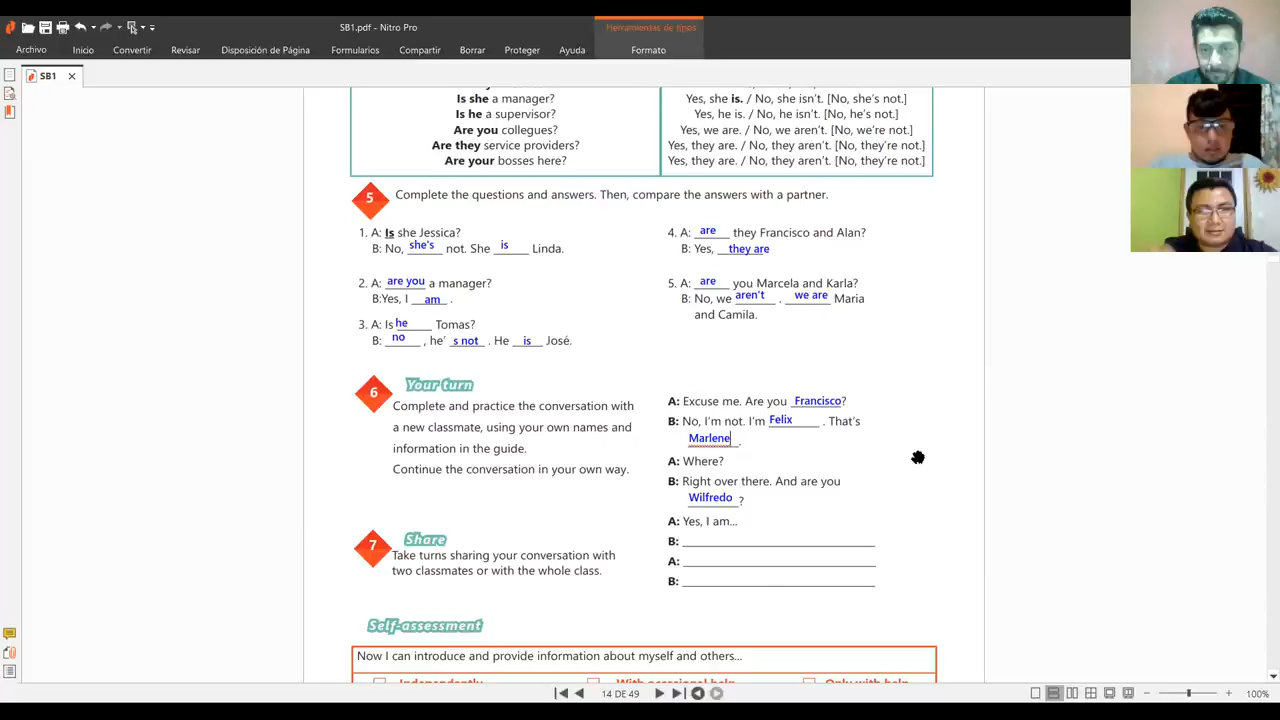 SB1.pdf - Nitro Pro
Herramientas de tipos
Archivo
Inicio
Convertir
Revisar
Disposición de Página
Formularios
Compartir
Borrar
Proteger
Ayuda
Formato
SB1
Is she a manager?
Is he a supervisor?
Are you collegues?
Are they service providers?
Are your bosses here?
Yes, she is. / No, she isn't. [No, she's not.]
Yes, he is. / No, he isn't. [No, he's not.]
Yes, we are. / No, we aren't. [No, we're not.]
Yes, they are. / No, they aren't. [No, they're not.]
Yes, they are. / No, they aren't. [No, they're not.]
5 Complete the questions and answers. Then, compare the answers with a partner.
1. A: Is she Jessica?
B: No, she's not. She is Linda.
2. A: are you a manager?
B:Yes, I am .
3. A: Is he Tomas?
B: no , he' s not . He is José.
4. A: are they Francisco and Alan?
B: Yes, they are
5. A: are you Marcela and Karla?
B: No, we aren't . we are Maria
and Camila.
6 Your turn
Complete and practice the conversation with
a new classmate, using your own names and
information in the guide.
Continue the conversation in your own way.
A: Excuse me. Are you Francisco?
B: No, I'm not. I'm Felix . That's
Marlene .
A: Where?
B: Right over there. And are you
Wilfredo ?
A: Yes, I am...
B:
A:
B:
7 Share
Take turns sharing your conversation with
two classmates or with the whole class.
Self-assessment
Now I can introduce and provide information about myself and others...
Independently
With occasional help
Only with help
14 DE 49
100%